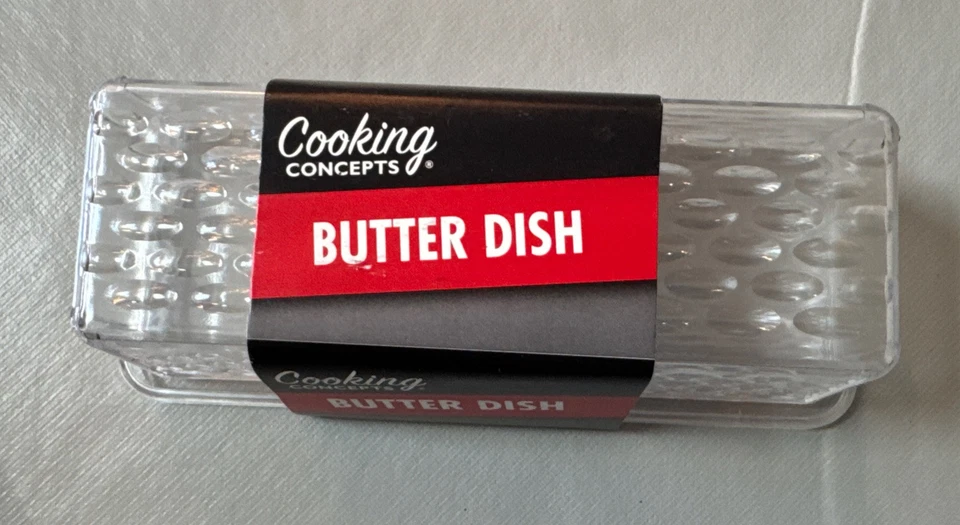 Cooking
CONCEPTS®
BUTTER DISH
Cooking
CONCEPTS
BUTTER DISH